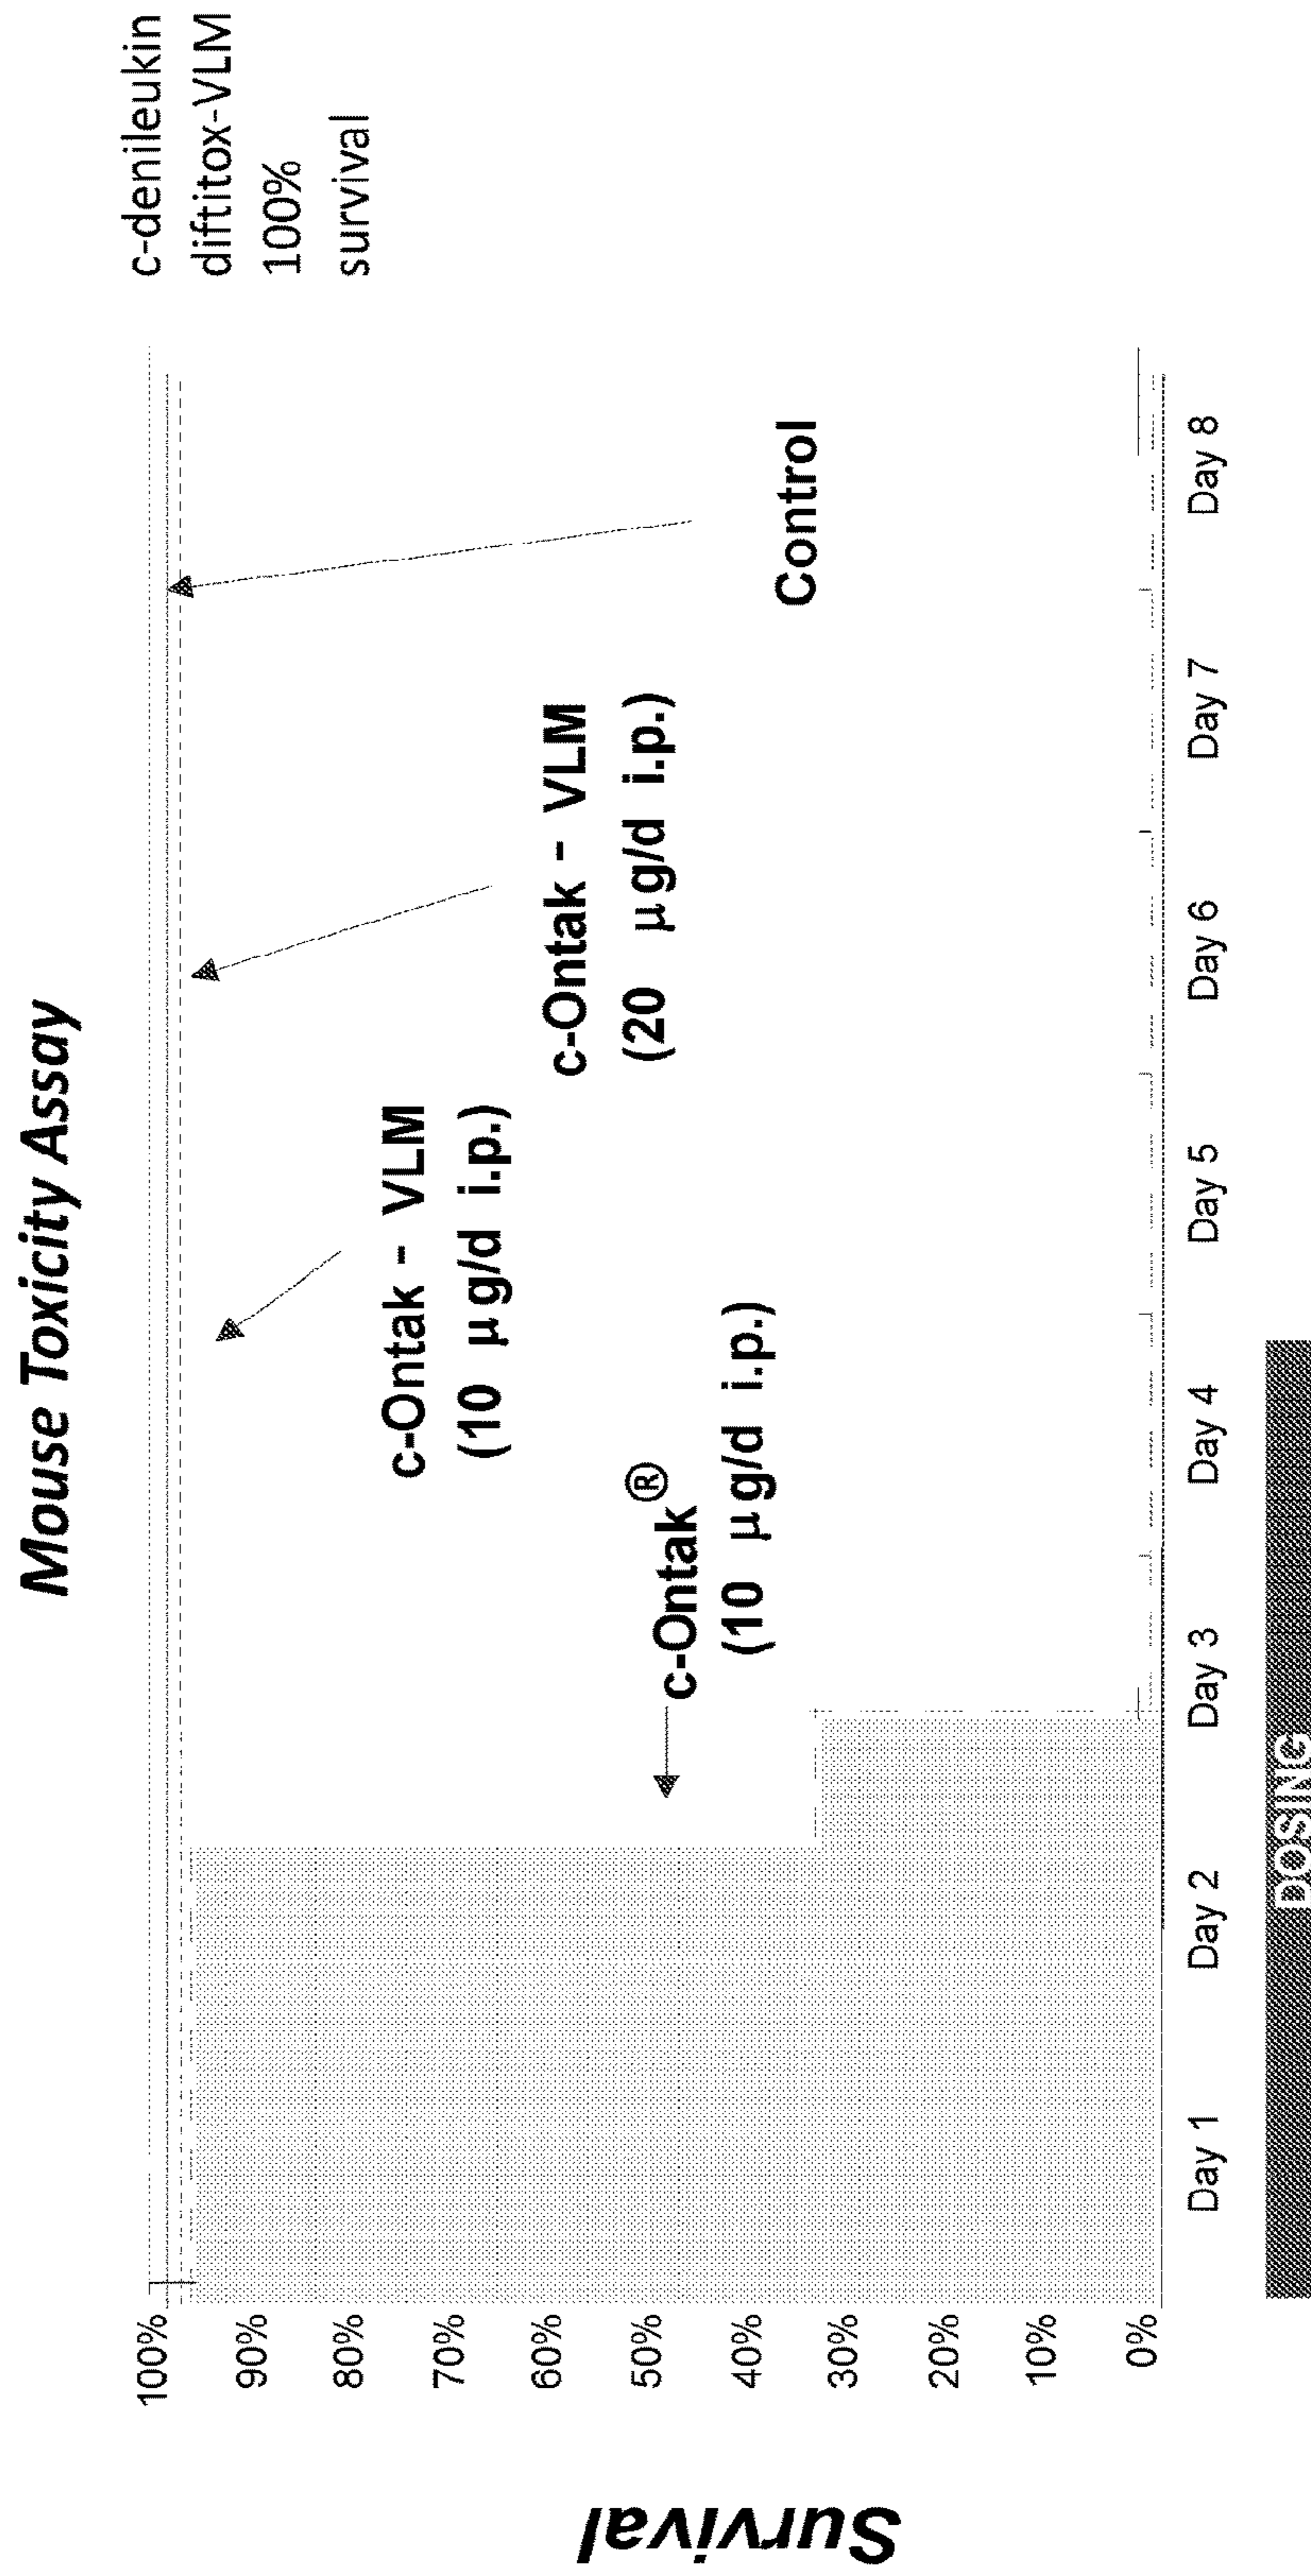 Mouse Toxicity Assay
c-denileukin
diftitox-VLM
100%
survival
Survival
100%
90%
80%
70%
60%
50%
40%
30%
20%
10%
0%
c-Ontak - VLM
(10 μg/d i.p.)
c-Ontak - VLM
(20 μg/d i.p.)
c-Ontak®
(10 μg/d i.p.)
Control
Day 1 Day 2 Day 3 Day 4 Day 5 Day 6 Day 7 Day 8
DOSING